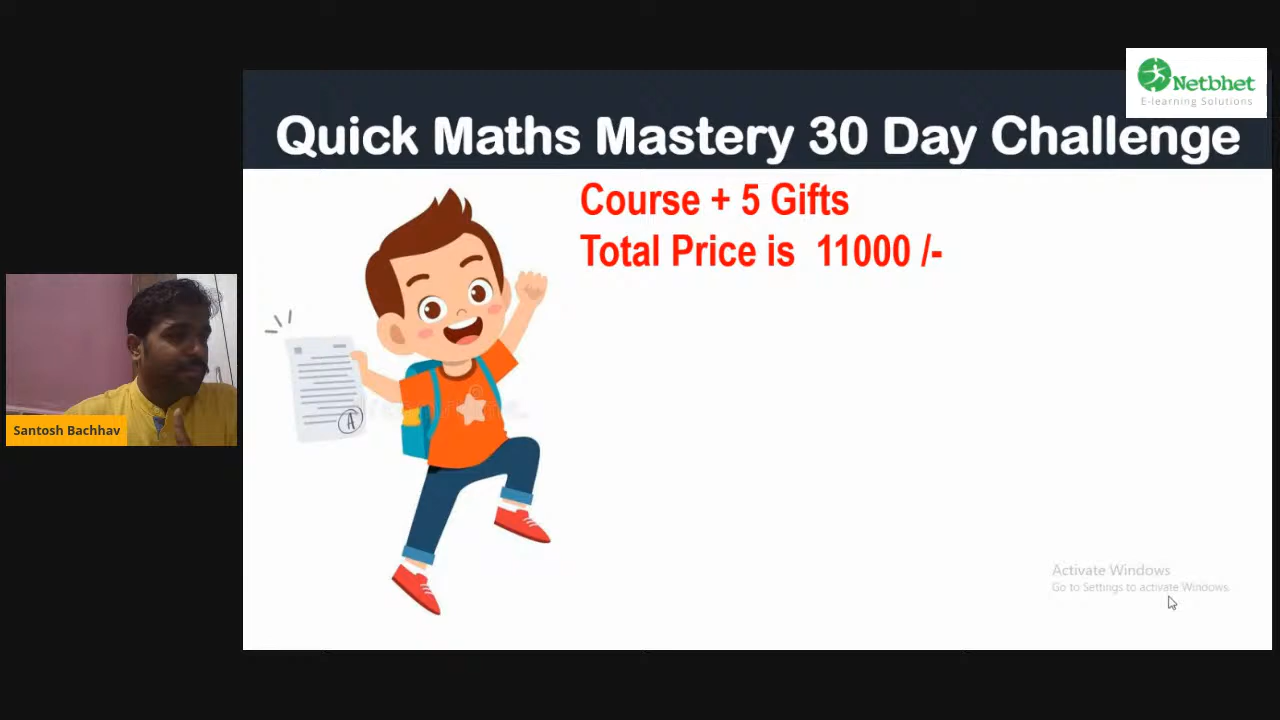 Netbhet
E-learning Solutions
Quick Maths Mastery 30 Day Challenge
Course + 5 Gifts
Total Price is 11000 /-
A
Santosh Bachhav
Activate Windows
Go to Settings to activate Windows.